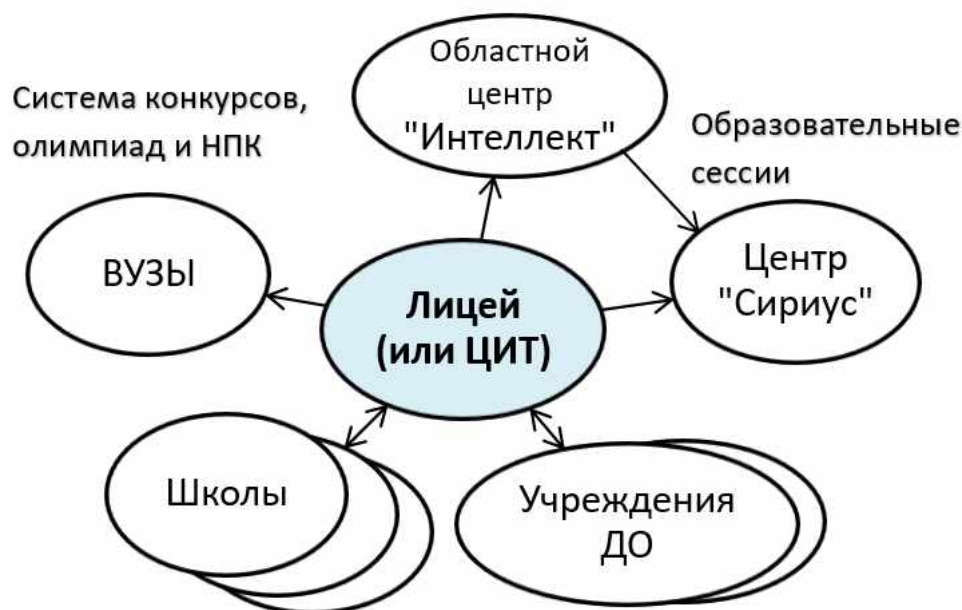 Областной
центр
"Интеллект"
Система конкурсов,
олимпиад и НПК
Образовательные
сессии
ВУЗЫ
Центр
"Сириус"
Лицей
(или ЦИТ)
Школы
Учреждения
ДО